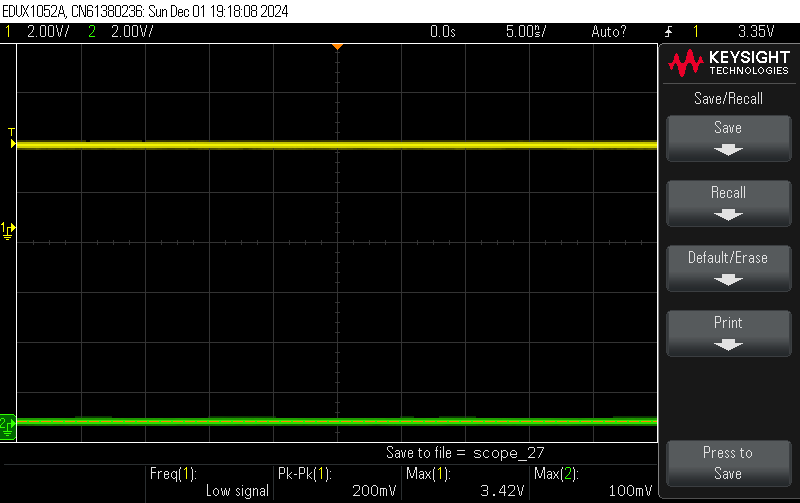 EDUX1052A, CN61380236: Sun Dec 01 19:18:08 2024
1 2.00V/ 2 2.00V/ 0.0s 5.00ms/ Auto? 1 3.35V
KEYSIGHT
TECHNOLOGIES
Save/Recall
Save
Recall
Default/Erase
Print
Press to
Save
T
1
2
Save to file = scope_27
Freq(1): Pk-Pk(1): Max(1): Max(2):
Low signal 200mV 3.42V 100mV